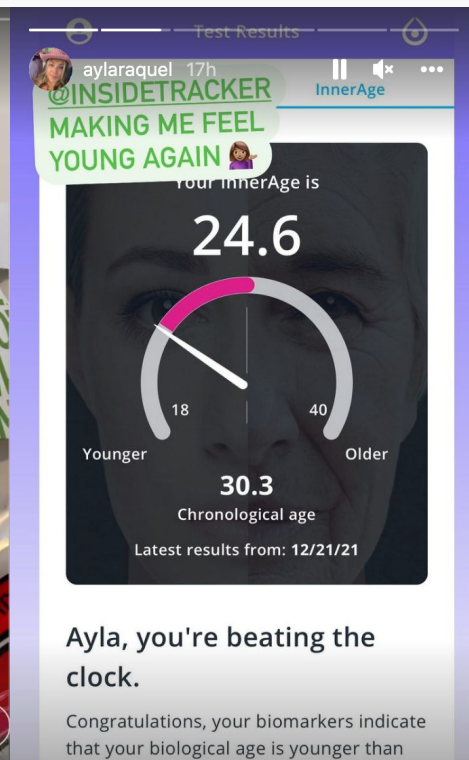 Test Results
aylaraquel 17h
@INSIDETRACKER
MAKING ME FEEL
YOUNG AGAIN 💁🏽‍♀️
InnerAge
Your InnerAge is
24.6
18
40
Younger
Older
30.3
Chronological age
Latest results from: 12/21/21
Ayla, you're beating the
clock.
Congratulations, your biomarkers indicate
that your biological age is younger than